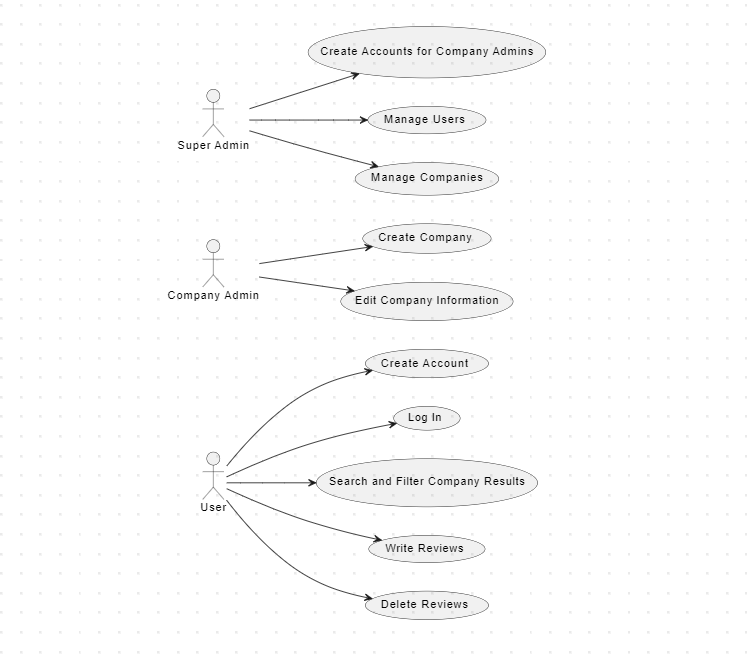 Create Accounts for Company Admins
Manage Users
Super Admin
Manage Companies
Create Company
Company Admin
Edit Company Information
Create Account
Log In
Search and Filter Company Results
User
Write Reviews
Delete Reviews